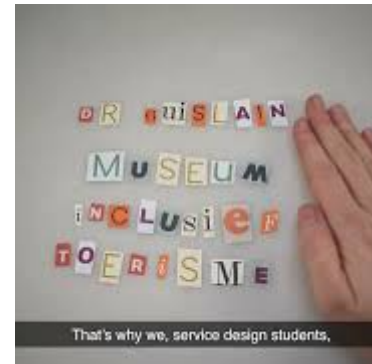 DR GUiSLAIN
MUSEUM
iNCLUsieF
TOERiSME
That's why we, service design students,